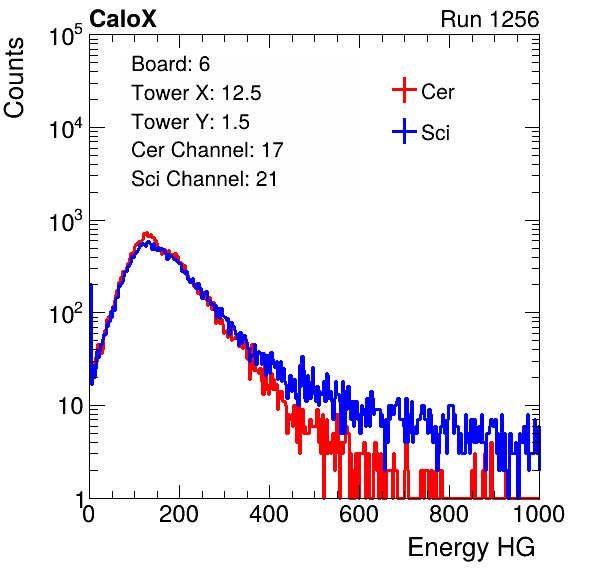 CaloX Run 1256
Counts
10^5
10^4
10^3
10^2
10
1
Board: 6
Tower X: 12.5
Tower Y: 1.5
Cer Channel: 17
Sci Channel: 21
Cer
Sci
0 200 400 600 800 1000
Energy HG